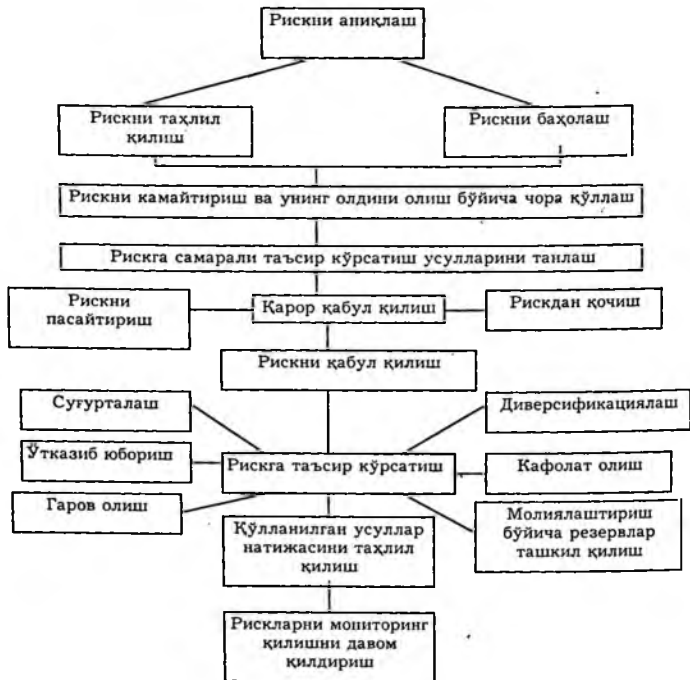 Рискни аниқлаш
Рискни таҳлил
қилиш
Рискни баҳолаш
Рискни камайтириш ва унинг олдини олиш бўйича чора қўллаш
Рискга самарали таъсир кўрсатиш усулларини танлаш
Рискни
пасайтириш
Қарор қабул қилиш
Рискдан қочиш
Рискни қабул қилиш
Суғурталаш
Диверсификациялаш
Ўтказиб юбориш
Рискга таъсир кўрсатиш
Кафолат олиш
Гаров олиш
Молиялаштириш
бўйича резервлар
ташкил қилиш
Қўлланилган усуллар
натижасини таҳлил
қилиш
Рискларни мониторинг
қилишни давом
қилдириш